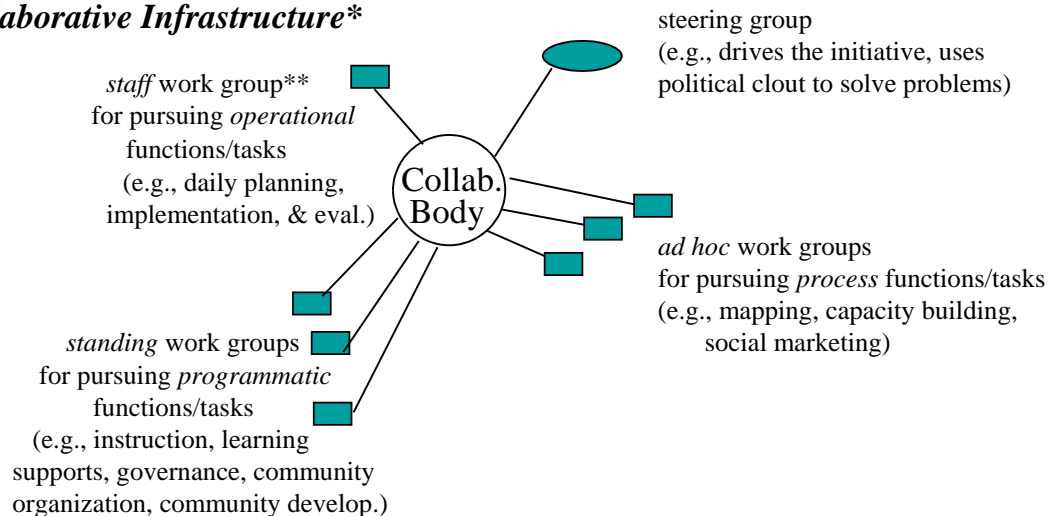 laborative Infrastructure*
steering group
(e.g., drives the initiative, uses
political clout to solve problems)
staff work group**
for pursuing operational
functions/tasks
(e.g., daily planning,
implementation, & eval.)
Collab.
Body
ad hoc work groups
for pursuing process functions/tasks
(e.g., mapping, capacity building,
social marketing)
standing work groups
for pursuing programmatic
functions/tasks
(e.g., instruction, learning
supports, governance, community
organization, community develop.)